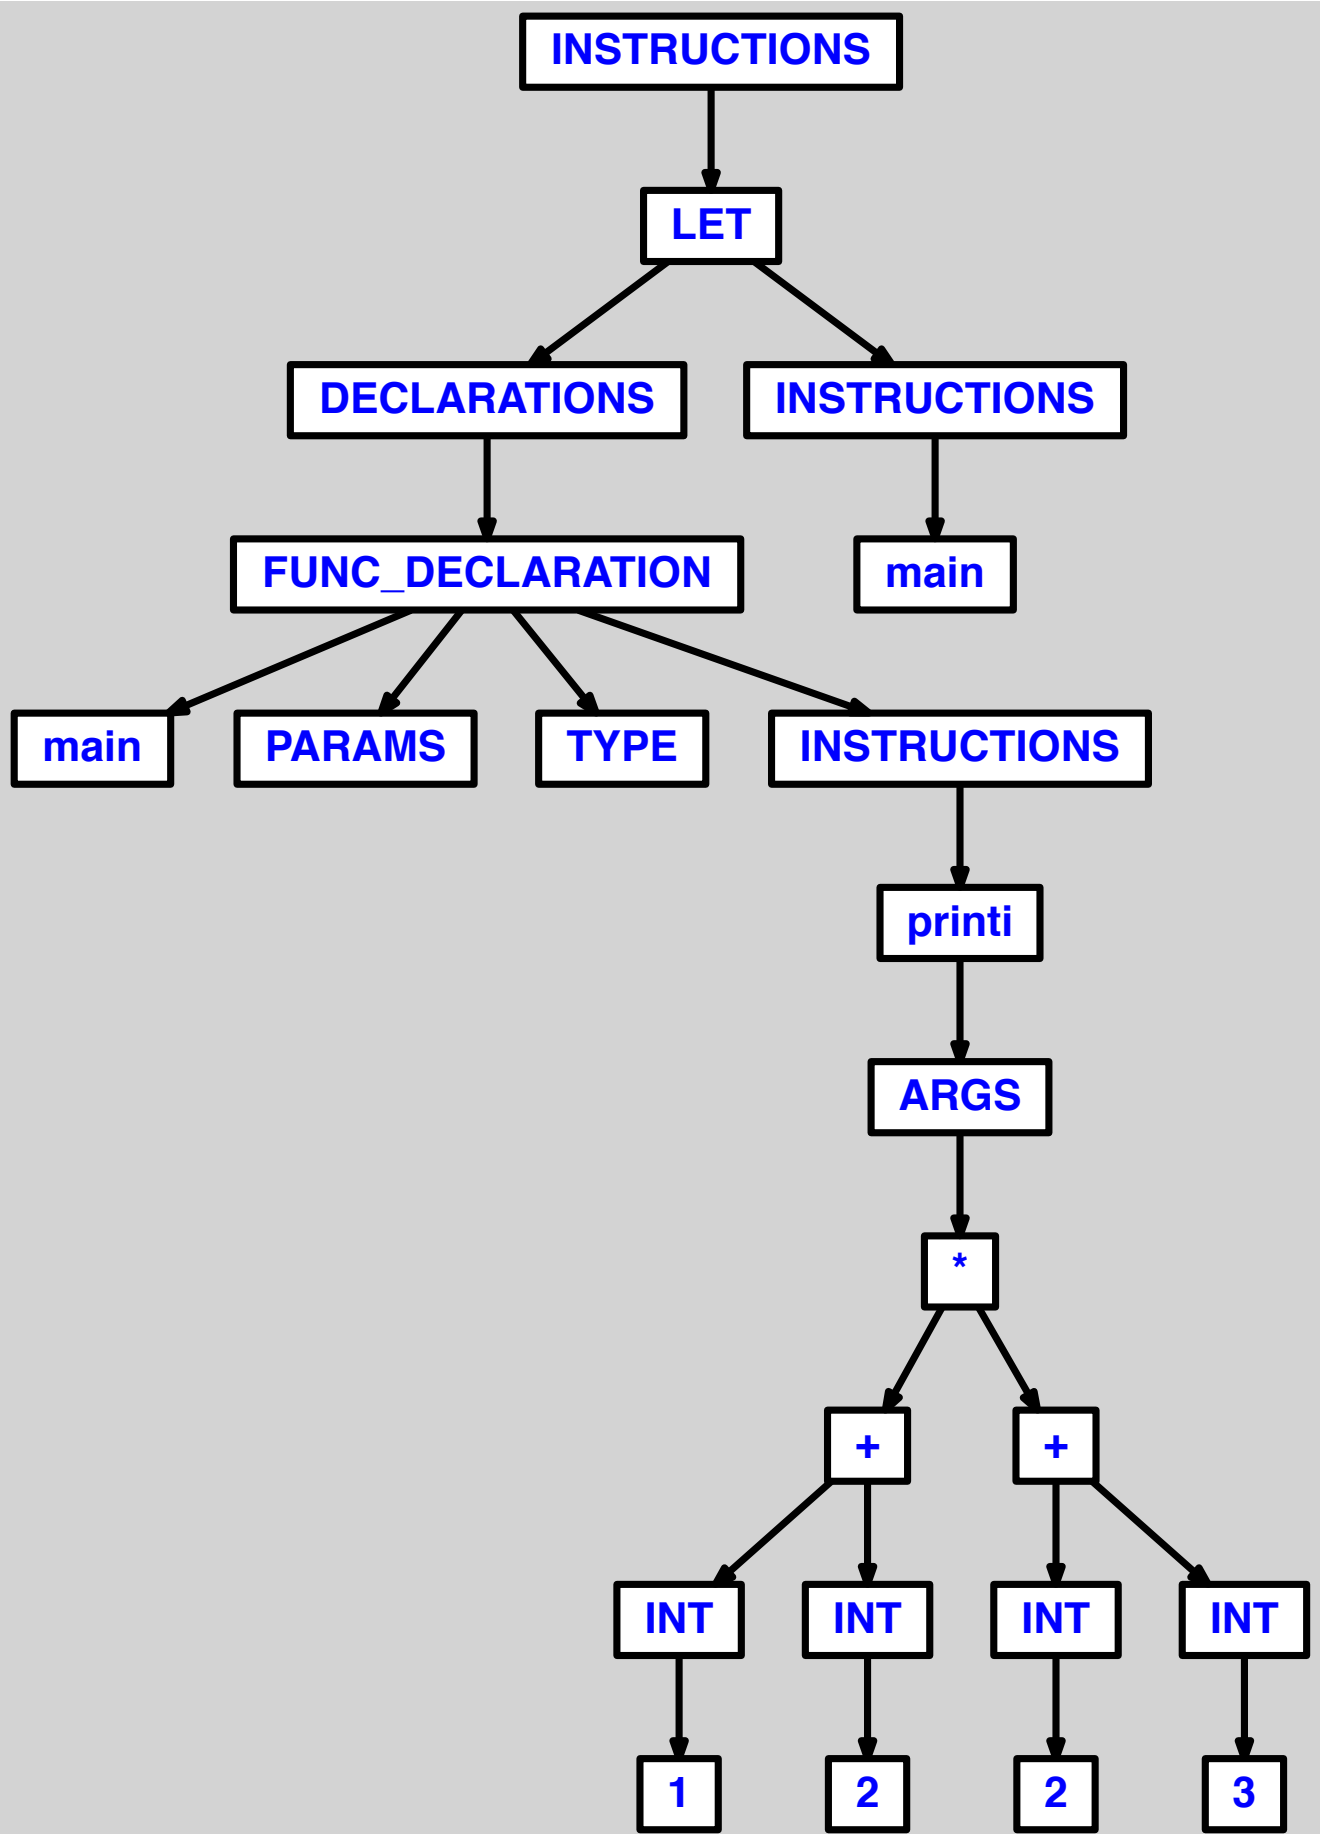 INSTRUCTIONS
LET
DECLARATIONS
INSTRUCTIONS
FUNC_DECLARATION
main
main
PARAMS
TYPE
INSTRUCTIONS
printi
ARGS
*
+
+
INT
INT
INT
INT
1
2
2
3